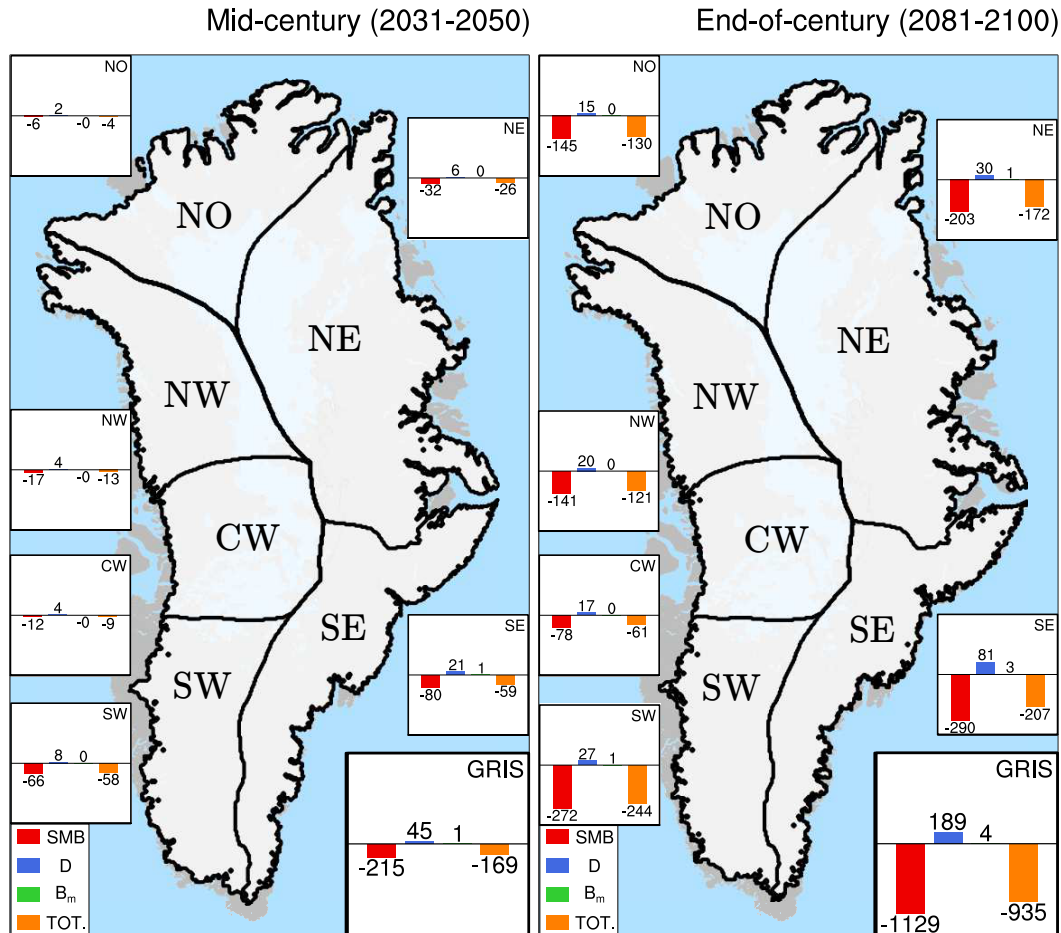 Mid-century (2031-2050)
NO
2
-6 -0 -4
NE
6 0
-32 -26
NO
NE
NW
NW
4
-17 -0 -13
CW
CW
4
-12 -0 -9
SE
SE
21 1
-80 -59
SW
SW
8 0
-66 -58
GRIS
45 1
-215 -169
SMB
D
Bm
TOT.
End-of-century (2081-2100)
NO
15 0
-145 -130
NE
30 1
-203 -172
NO
NE
NW
NW
20 0
-141 -121
CW
CW
17 0
-78 -61
SE
SE
81 3
-290 -207
SW
SW
27 1
-272 -244
GRIS
189 4
-1129 -935
SMB
D
Bm
TOT.